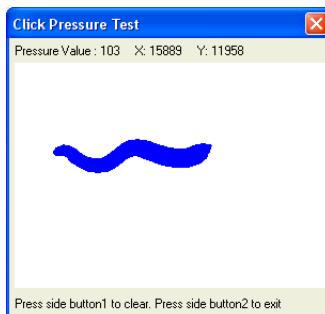 Click Pressure Test
Pressure Value : 103 X: 15889 Y: 11958
Press side button1 to clear. Press side button2 to exit